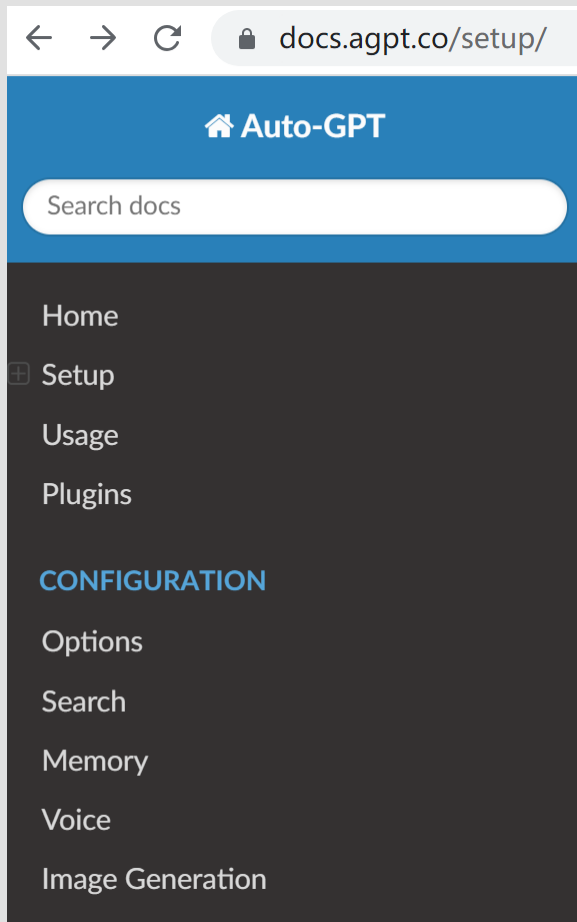 docs.agpt.co/setup/
Auto-GPT
Search docs
Home
Setup
Usage
Plugins
CONFIGURATION
Options
Search
Memory
Voice
Image Generation